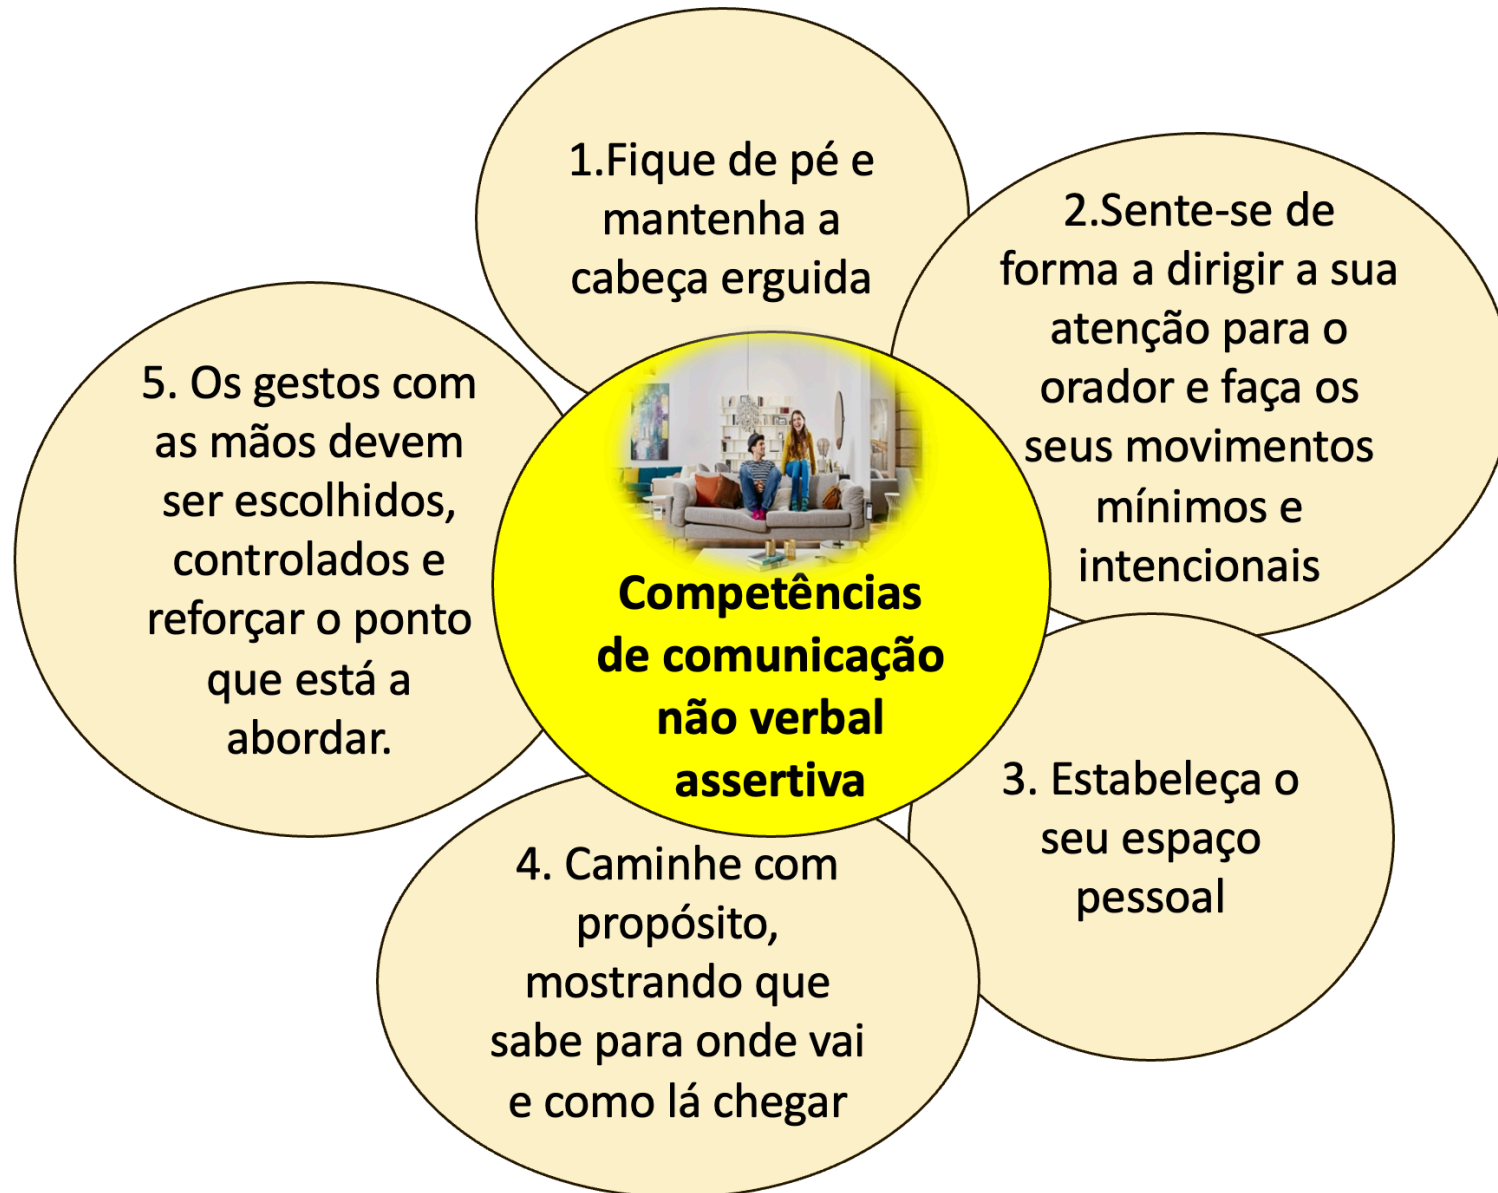 1.Fique de pé e
mantenha a
cabeça erguida
2.Sente-se de
forma a dirigir a sua
atenção para o
orador e faça os
seus movimentos
mínimos e
intencionais
3. Estabeleça o
seu espaço
pessoal
4. Caminhe com
propósito,
mostrando que
sabe para onde vai
e como lá chegar
5. Os gestos com
as mãos devem
ser escolhidos,
controlados e
reforçar o ponto
que está a
abordar.
Competências
de comunicação
não verbal
assertiva